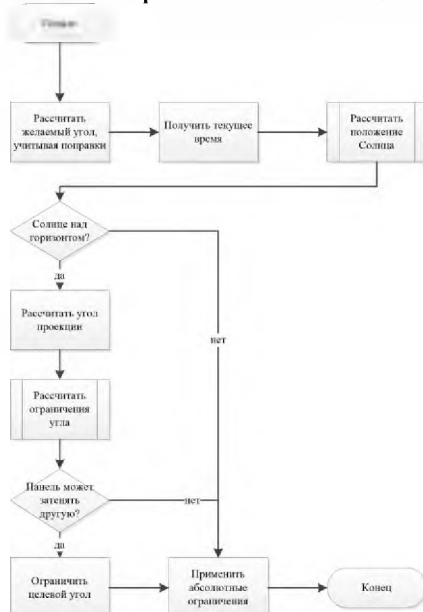 Рассчитать
желаемый угол,
учитывая поправки
Получить текущее
время
Рассчитать
положение
Солнца
Солнце над
горизонтом?
да
нет
Рассчитать угол
проекции
Рассчитать
ограничения
угла
Панель может
затенять
другую?
нет
да
Ограничить
целевой угол
Применить
абсолютные
ограничения
Конец